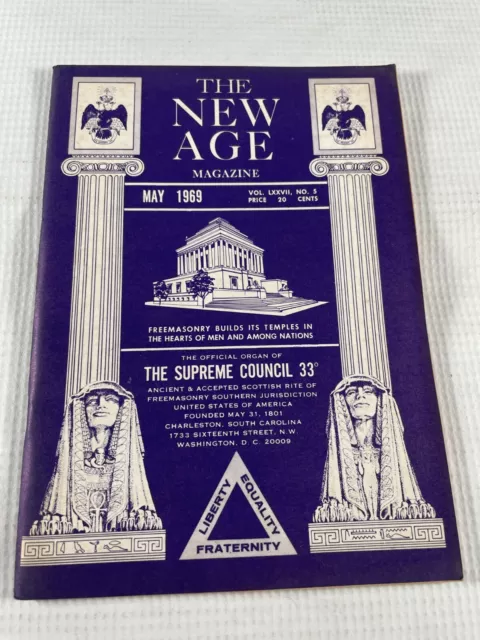 THE
NEW
AGE
MAGAZINE
MAY 1969
VOL. LXXVII, NO. 5
PRICE 20 CENTS
FREEMASONRY BUILDS ITS TEMPLES IN
THE HEARTS OF MEN AND AMONG NATIONS
THE OFFICIAL ORGAN OF
THE SUPREME COUNCIL 33°
ANCIENT & ACCEPTED SCOTTISH RITE OF
FREEMASONRY SOUTHERN JURISDICTION
UNITED STATES OF AMERICA
FOUNDED MAY 31, 1801
CHARLESTON, SOUTH CAROLINA
1733 SIXTEENTH STREET, N.W.
WASHINGTON, D. C. 20009
LIBERTY
EQUALITY
FRATERNITY